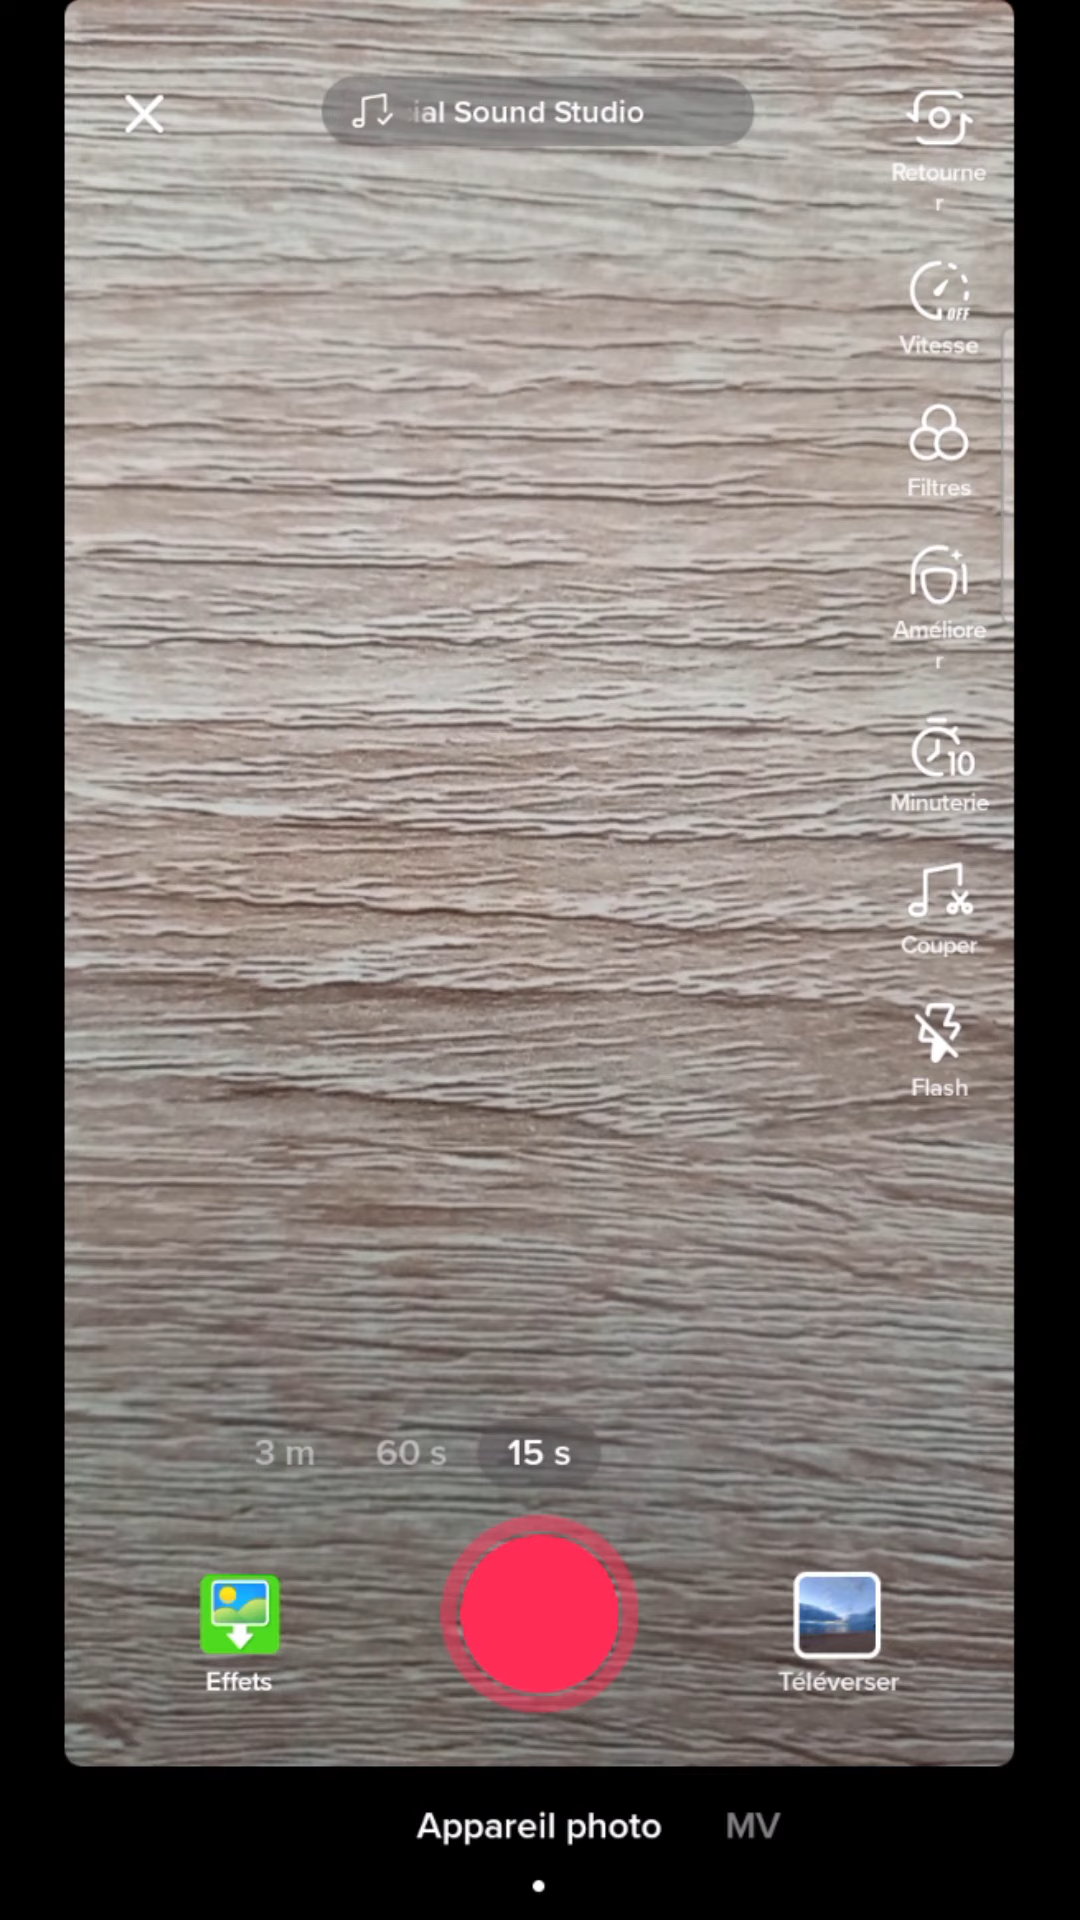 ial Sound Studio
Retourne
r
OFF
Vitesse
Filtres
Améliore
r
10
Minuterie
Couper
Flash
3 m 60 s 15 s
Effets
Téléverser
Appareil photo MV